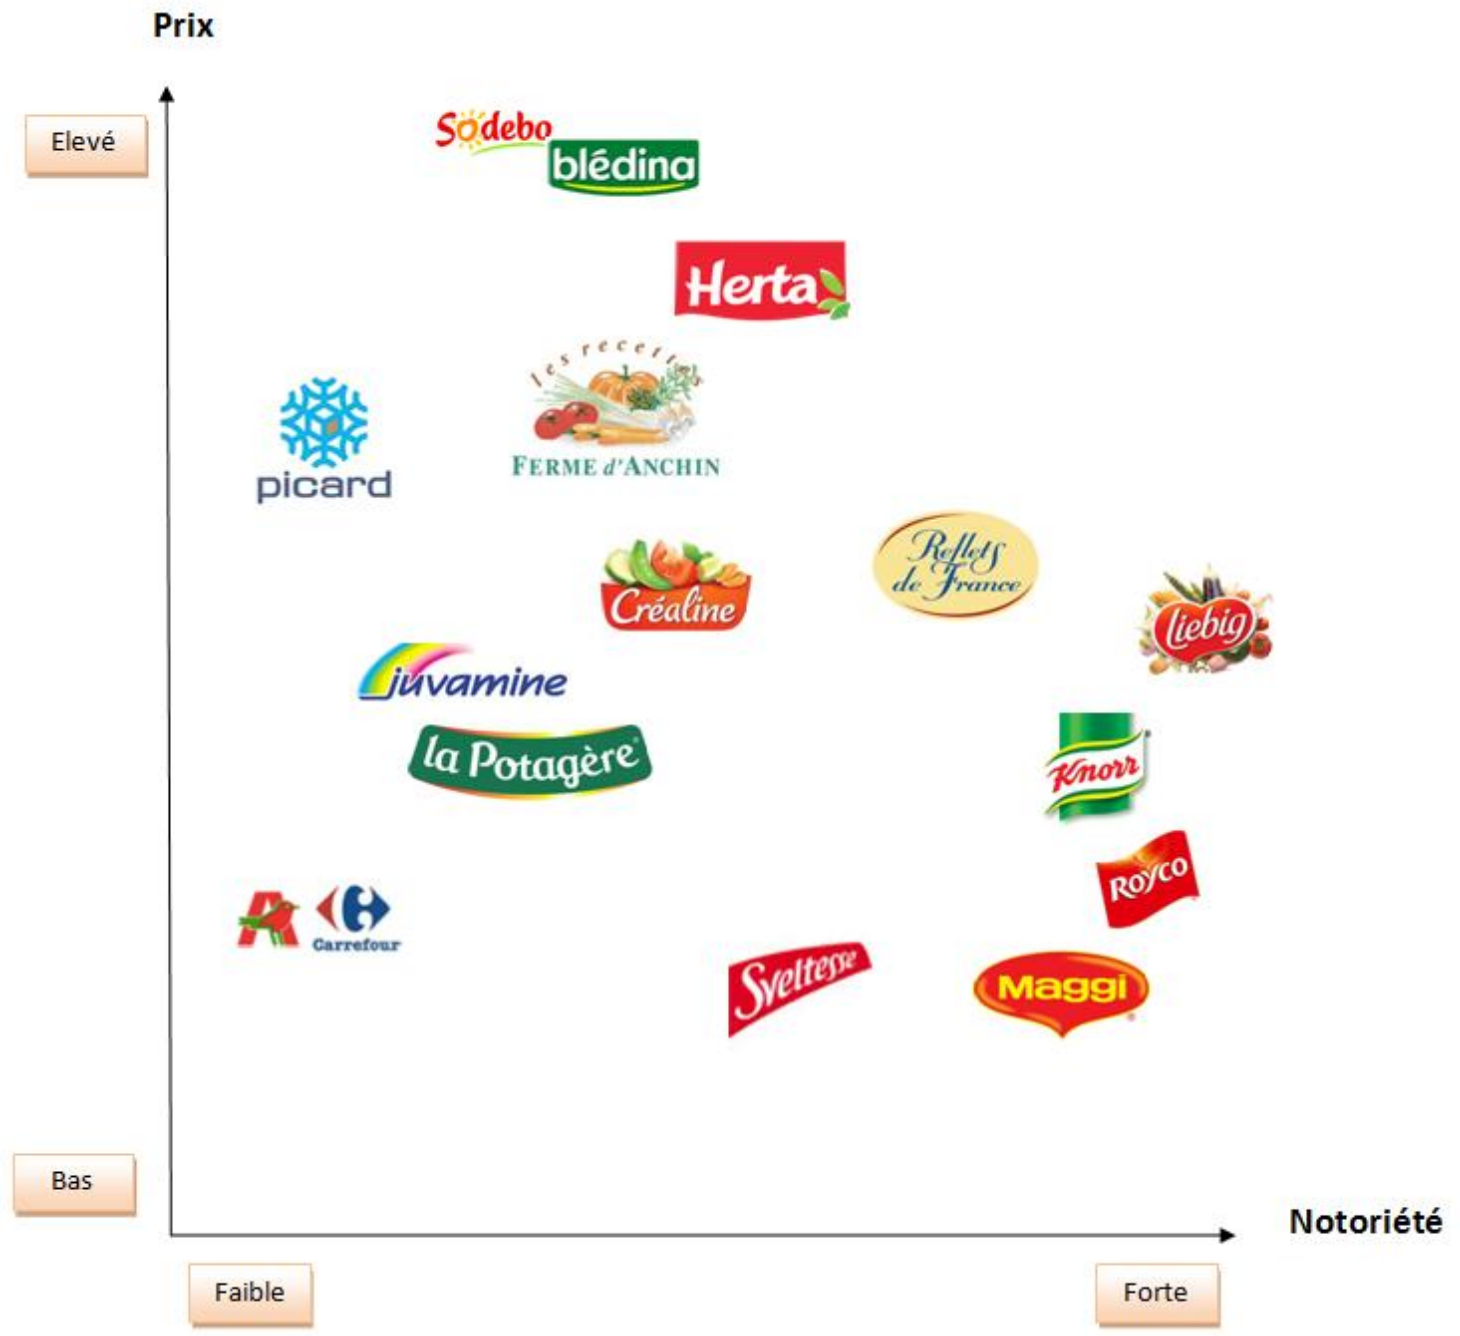 Prix
Elevé
Sodebo
blédina
Herta
les recettes
FERME d'ANCHIN
picard
Reflets
de France
Créaline
liebig
juvamine
la Potagère
Knorr
Royco
Carrefour
Sveltesse
Maggi
Bas
Notoriété
Faible
Forte